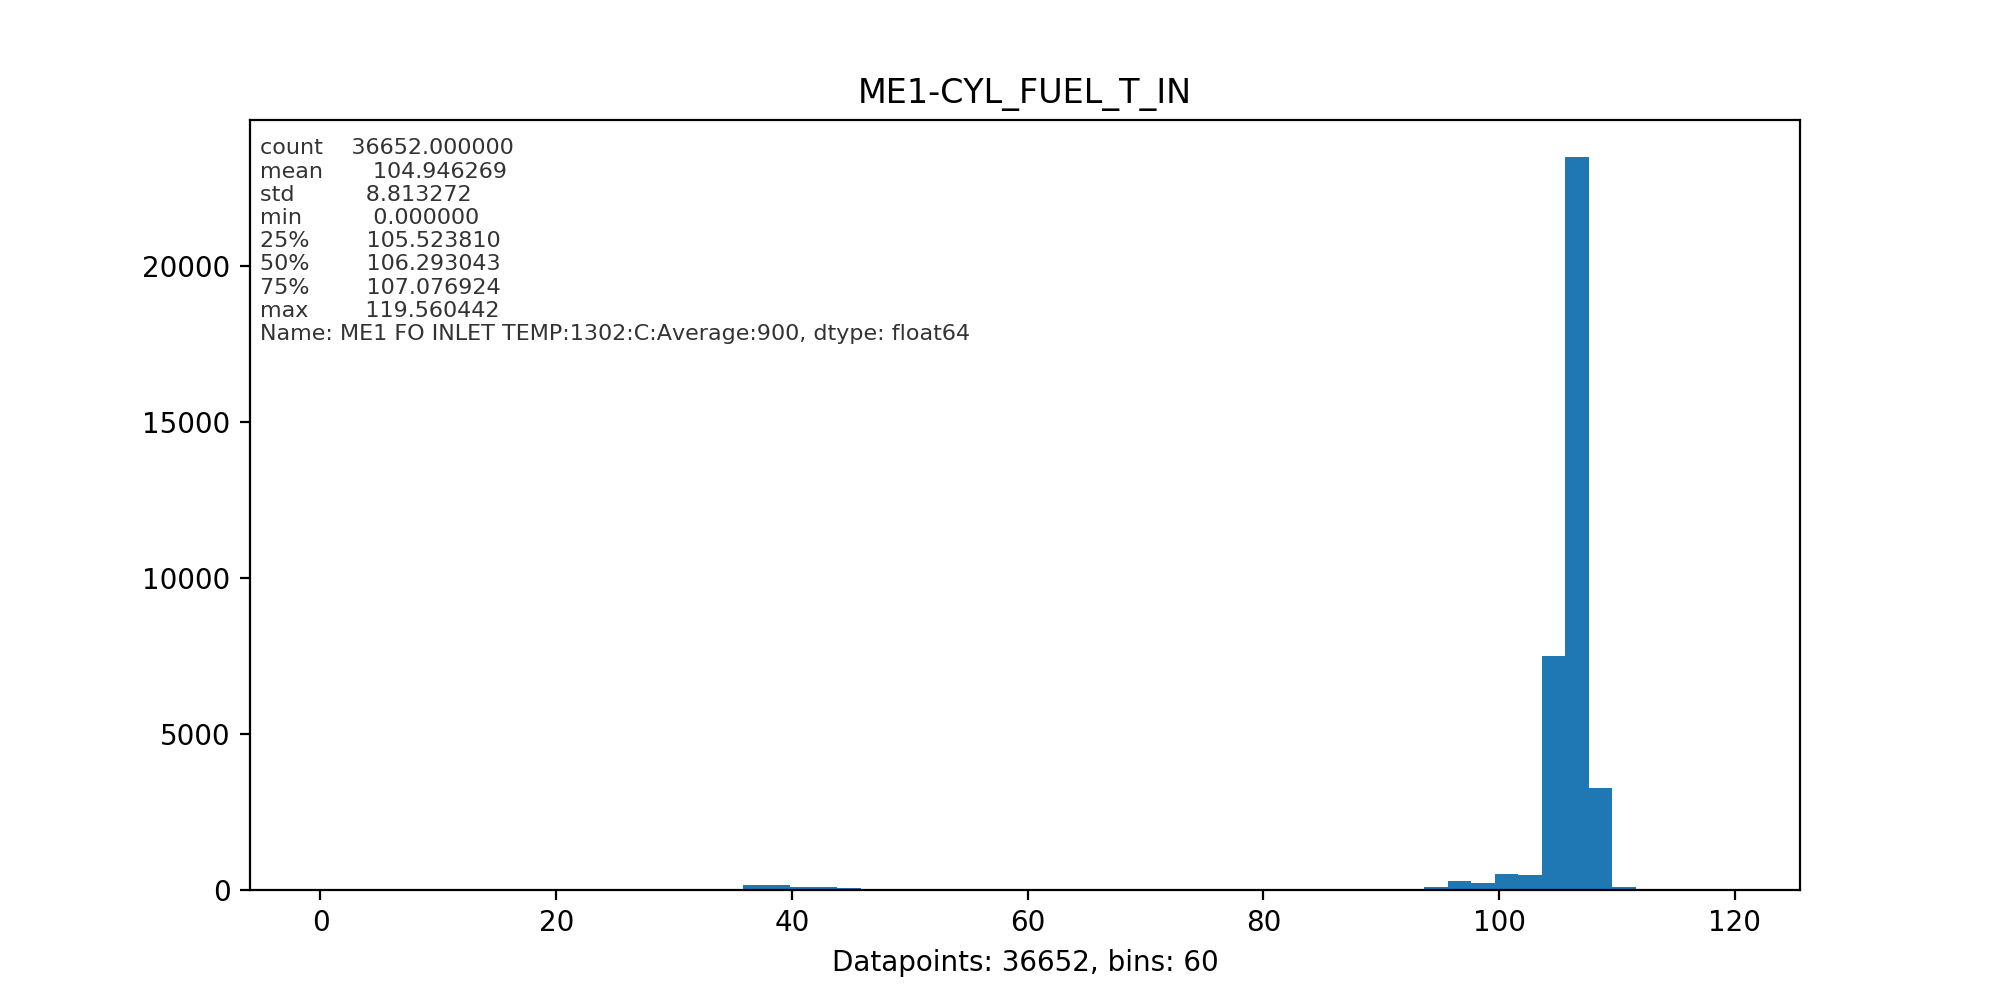 ME1-CYL_FUEL_T_IN
count 36652.000000
mean 104.946269
std 8.813272
min 0.000000
25% 105.523810
50% 106.293043
75% 107.076924
max 119.560442
Name: ME1 FO INLET TEMP:1302:C:Average:900, dtype: float64
20000
15000
10000
5000
0
0 20 40 60 80 100 120
Datapoints: 36652, bins: 60